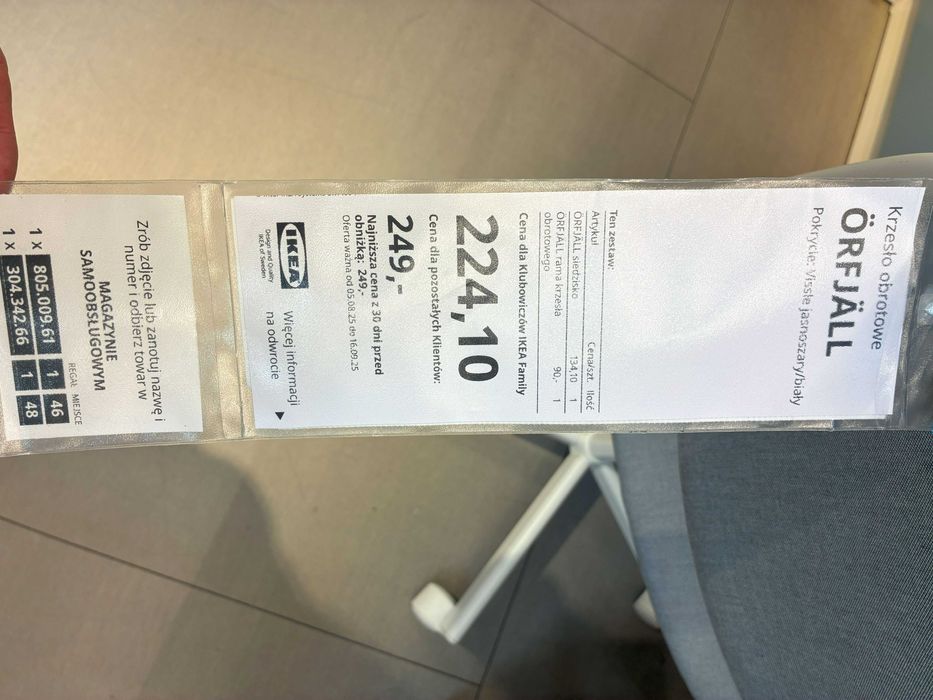 Krzesło obrotowe
ÖRFJÄLL
Pokrycie: Vissle jasnoszary/biały
Ten zestaw:
Artykuł Cena/szt. Ilość
ÖRFJÄLL siedzisko 134,10 1
ÖRFJÄLL rama krzesła 90,- 1
obrotowego
Cena dla Klubowiczów IKEA Family
224,10
Cena dla pozostałych Klientów:
249,-
Najniższa cena z 30 dni przed
obniżką: 249,-
Oferta ważna od 05.08.25 do 16.09.25
IKEA
Design and Quality
IKEA of Sweden
Więcej informacji
na odwrocie
Zrób zdjęcie lub zanotuj nazwę i
numer i odbierz towar w
MAGAZYNIE
SAMOOBSŁUGOWYM
REGAŁ MIEJSCE
1 x 805.009.61 1 46
1 x 304.342.66 1 48